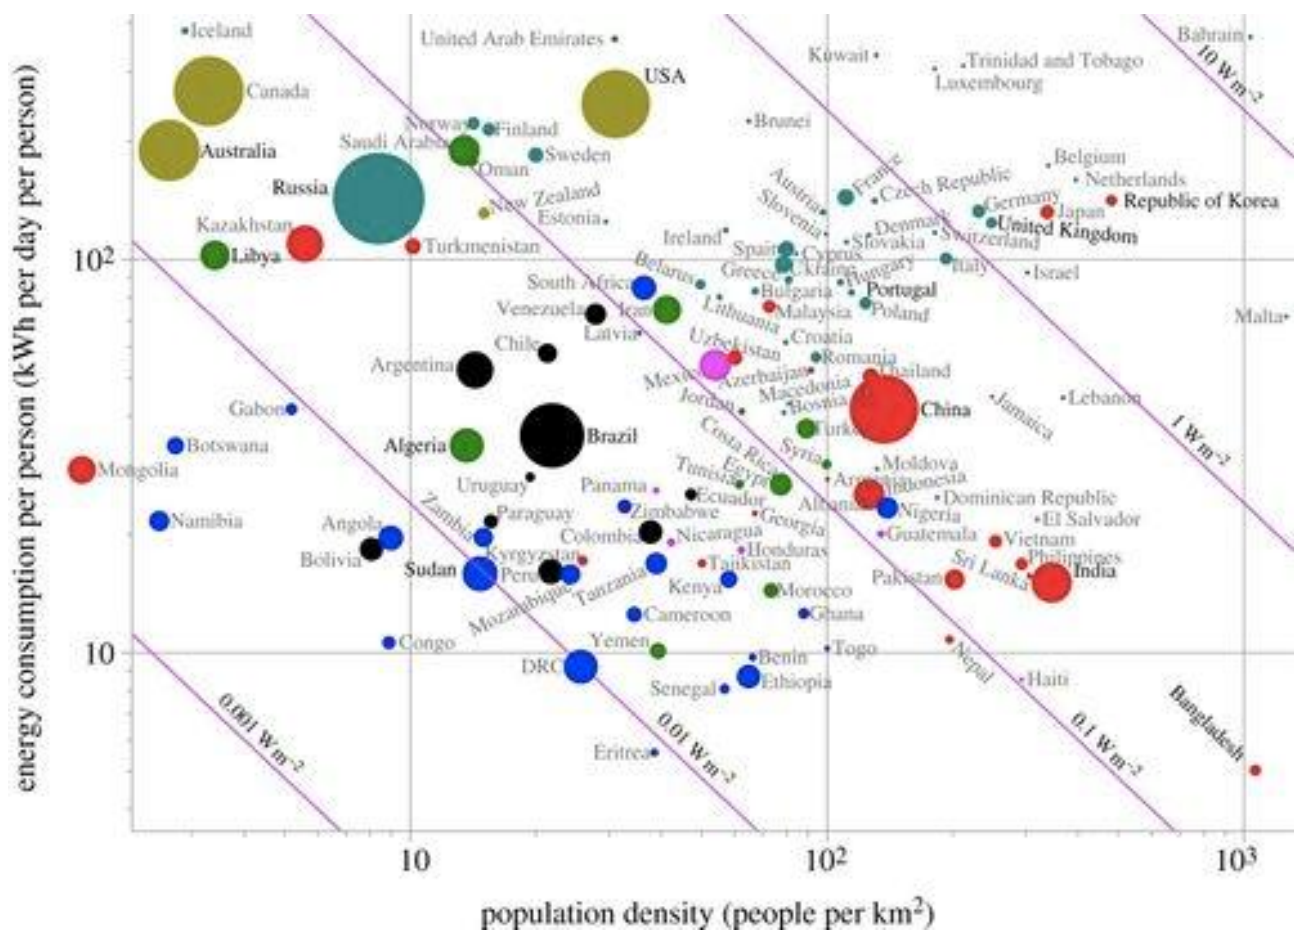 Iceland
United Arab Emirates
Kuwait
Bahrain
Trinidad and Tobago
Luxembourg
10 W m⁻²
Canada
USA
Brunei
Norway
Finland
Saudi Arabia
Australia
Oman
Sweden
Belgium
Netherlands
Russia
New Zealand
Estonia
Austria
Slovenia
Czech Republic
Germany
Japan
Republic of Korea
United Kingdom
Kazakhstan
Libya
Turkmenistan
Ireland
Spain
Cyprus
Denmark
Slovakia
Switzerland
Italy
Israel
Greece
Ukraine
Hungary
Belarus
South Africa
Bulgaria
Portugal
Poland
Malta
Venezuela
Iran
Lithuania
Malaysia
Latvia
Croatia
Chile
Uzbekistan
Romania
Argentina
Azerbaijan
Thailand
Macedonia
Bosnia
Jordan
China
Jamaica
Lebanon
Gabon
Brazil
Costa Rica
1 W m⁻²
Botswana
Algeria
Syria
Moldova
Mongolia
Tunisia
Egypt
Uruguay
Panama
Ecuador
Albania
Indonesia
Dominican Republic
Namibia
Angola
Zambia
Paraguay
Zimbabwe
Georgia
Nigeria
El Salvador
Bolivia
Colombia
Nicaragua
Guatemala
Vietnam
Kyrgyzstan
Honduras
Philippines
Sudan
Peru
Tajikistan
Pakistan
Sri Lanka
India
Mozambique
Tanzania
Kenya
Morocco
Cameroon
Ghana
Congo
Yemen
Togo
Nepal
DRC
Benin
Ethiopia
Senegal
Haiti
Bangladesh
Eritrea
0.001 W m⁻²
0.01 W m⁻²
0.1 W m⁻²
energy consumption per person (kWh per day per person)
10²
10
10
10²
10³
population density (people per km²)